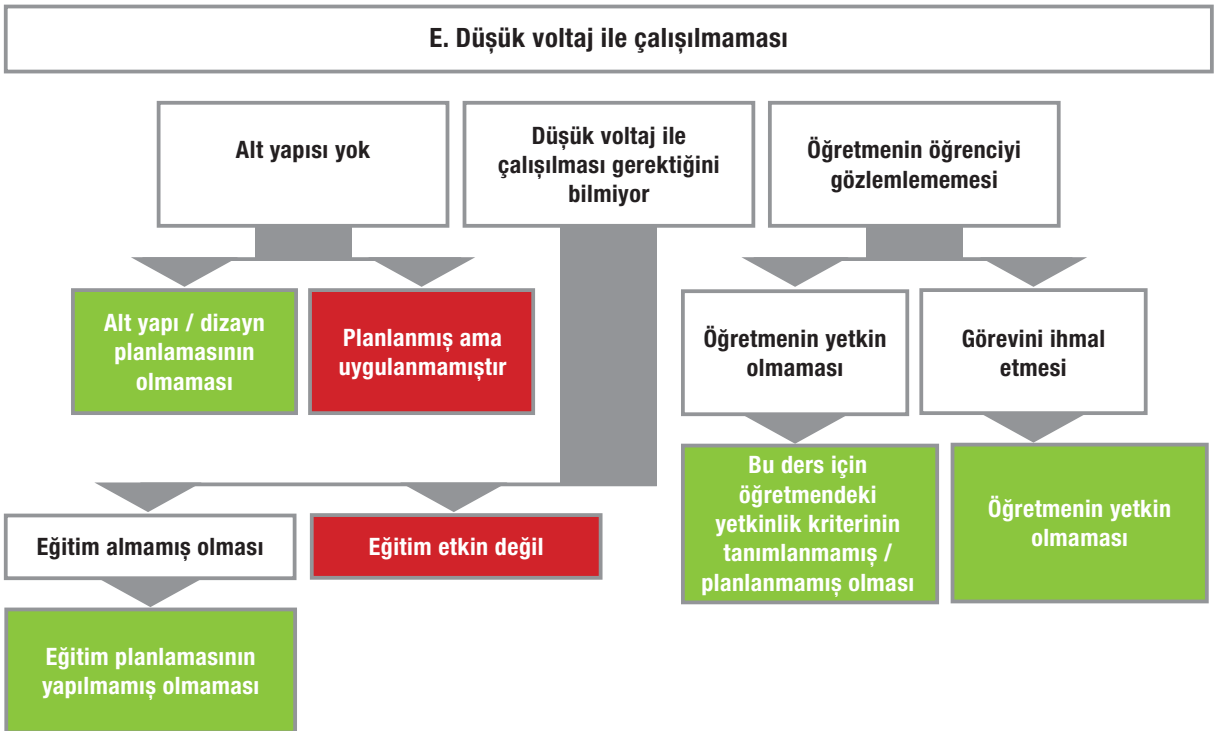 E. Düşük voltaj ile çalışılmaması
Alt yapısı yok
Düşük voltaj ile
çalışılması gerektiğini
bilmiyor
Öğretmenin öğrenciyi
gözlemlememesi
Alt yapı / dizayn
planlamasının
olmaması
Planlanmış ama
uygulanmamıştır
Öğretmenin yetkin
olmaması
Görevini ihmal
etmesi
Bu ders için
öğretmendeki
yetkinlik kriterinin
tanımlanmamış /
planlanmamış olması
Öğretmenin yetkin
olmaması
Eğitim almamış olması
Eğitim etkin değil
Eğitim planlamasının
yapılmamış olmaması